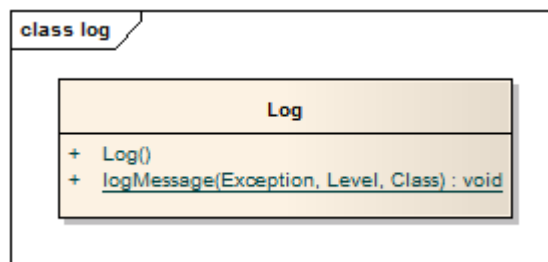 class log
Log
+ Log()
+ logMessage(Exception, Level, Class) : void